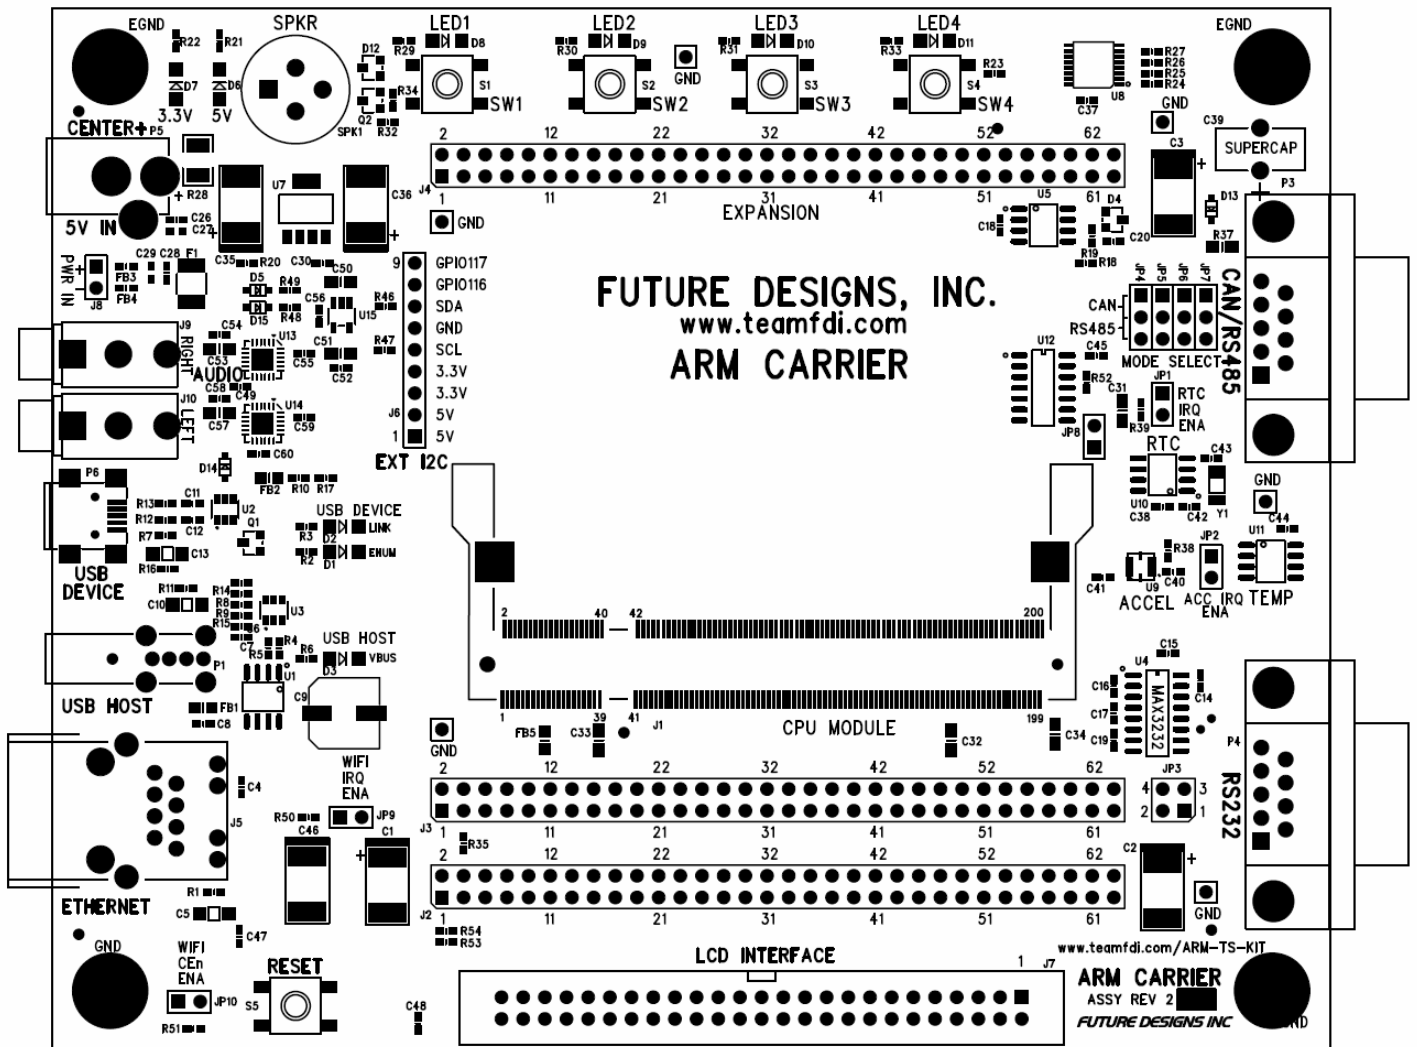 EGND SPKR LED1 LED2 LED3 LED4 EGND
R22 R21 D12 R29 D8 R30 D9 R31 D10 R33 D11 R27
R26
R25
R24
D7 D6 R34 S1 GND S2 S3 S4 R23 U8
3.3V 5V Q2 SW1 SW2 SW3 SW4 C37 GND
CENTER+ P5 SPK1 R32 C39
2 12 22 32 42 52 62 C3 SUPERCAP
R28 U7 C36 J4 U5 D4 D13 P3
1 11 21 31 41 51 61
5V IN C26 C27 GND EXPANSION C18 C20 R37
PWR IN C29 C28 F1 C35 R20 C30 R19 R18
+ FB3 FB4 J8 D5 R49 C50 9 GPIO117 JP4 JP5 JP6 JP7
D15 R48 C56 U15 R46 GPIO116
FUTURE DESIGNS, INC.
www.teamfdi.com
ARM CARRIER
CAN
RS485
MODE SELECT
CAN/RS485
SDA
GND
SCL
3.3V
3.3V
J6 5V
1 5V
EXT I2C
J9 RIGHT C54 C53 U13 C55 C51 C52 R47
AUDIO
J10 LEFT C58 C49 C57 U14 C59
C60
U12 C45 R52 C31 R39 JP1
RTC
IRQ
ENA
JP8
RTC C43
U10 C38 C42 Y1 GND
P6 D14 FB2 R10 R17
R13 C11 U2
R12 C12 Q1
R7 C13
R16
USB DEVICE
R3 D2 LINK
R2 D1 ENUM
USB
DEVICE
R38 JP2 U11 C44
C41 U9 C40
ACCEL ACC IRQ
ENA
TEMP
R11 C10 R14
R8
R9
R15
U3
C6
C7
R4
R5
U1
USB HOST
R6 D3 VBUS
P1
USB HOST FB1 C8 C9
2 40 42 200
1 39 41 J1 199
FB5 C33 CPU MODULE C32 C34
C15
U4
C16 C14
C17 MAX3232
C19
GND
WIFI
IRQ
ENA
JP9
2 12 22 32 42 52 62 JP3
4 3
2 1
J3
1 11 21 31 41 51 61
P4
RS232
C4
J5
R50 C46 C1 R35
2 12 22 32 42 52 62 C2
J2
1 11 21 31 41 51 61
GND
R1
ETHERNET C5
C47
R54
R53
GND WIFI
CEn
ENA
JP10
R51
RESET
S5
C48
LCD INTERFACE
1 J7
www.teamfdi.com/ARM-TS-KIT
ARM CARRIER
ASSY REV 2
FUTURE DESIGNS INC